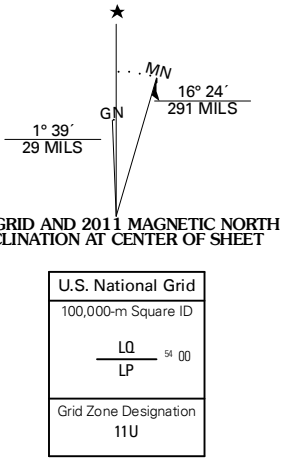 MN
16° 24´
291 MILS
GN
1° 39´
29 MILS
GRID AND 2011 MAGNETIC NORTH
CLINATION AT CENTER OF SHEET
U.S. National Grid
100,000-m Square ID
LQ
54 00
LP
Grid Zone Designation
11U